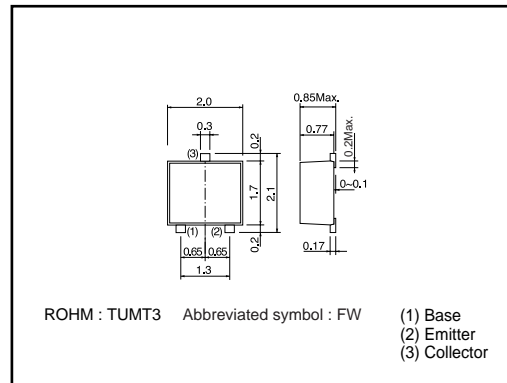 2.0
0.3
(3)
0.2
1.7
2.1
0.2
(1) (2)
0.65 0.65
1.3
0.85Max.
0.77
0.2Max.
0~0.1
0.17
ROHM : TUMT3 Abbreviated symbol : FW
(1) Base
(2) Emitter
(3) Collector